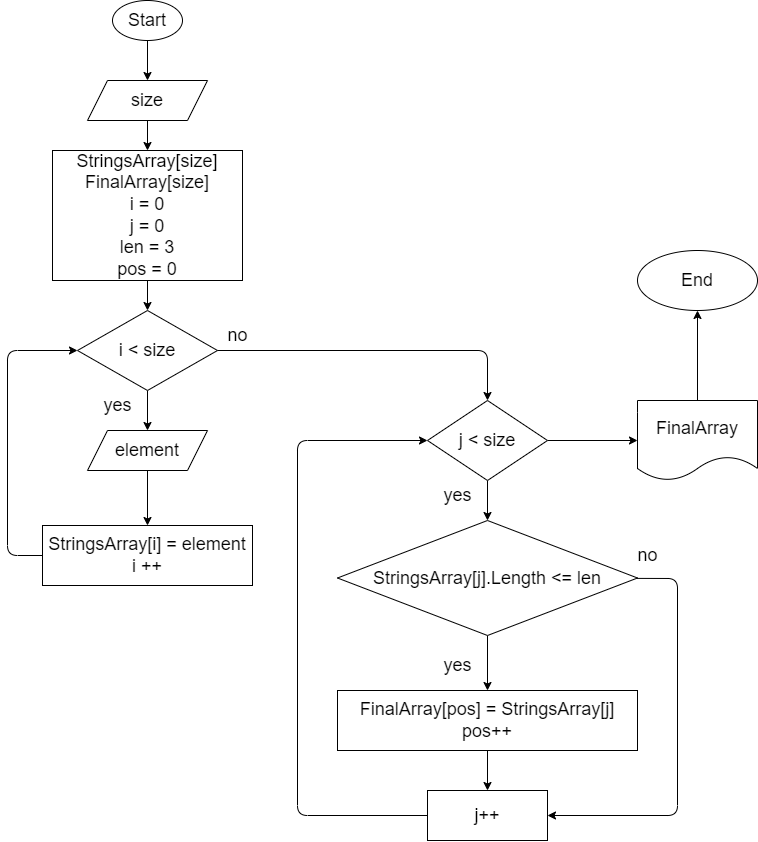 Start
size
StringsArray[size]
FinalArray[size]
i = 0
j = 0
len = 3
pos = 0
i < size
no
yes
element
StringsArray[i] = element
i ++
j < size
yes
StringsArray[j].Length <= len
no
yes
FinalArray[pos] = StringsArray[j]
pos++
j++
FinalArray
End